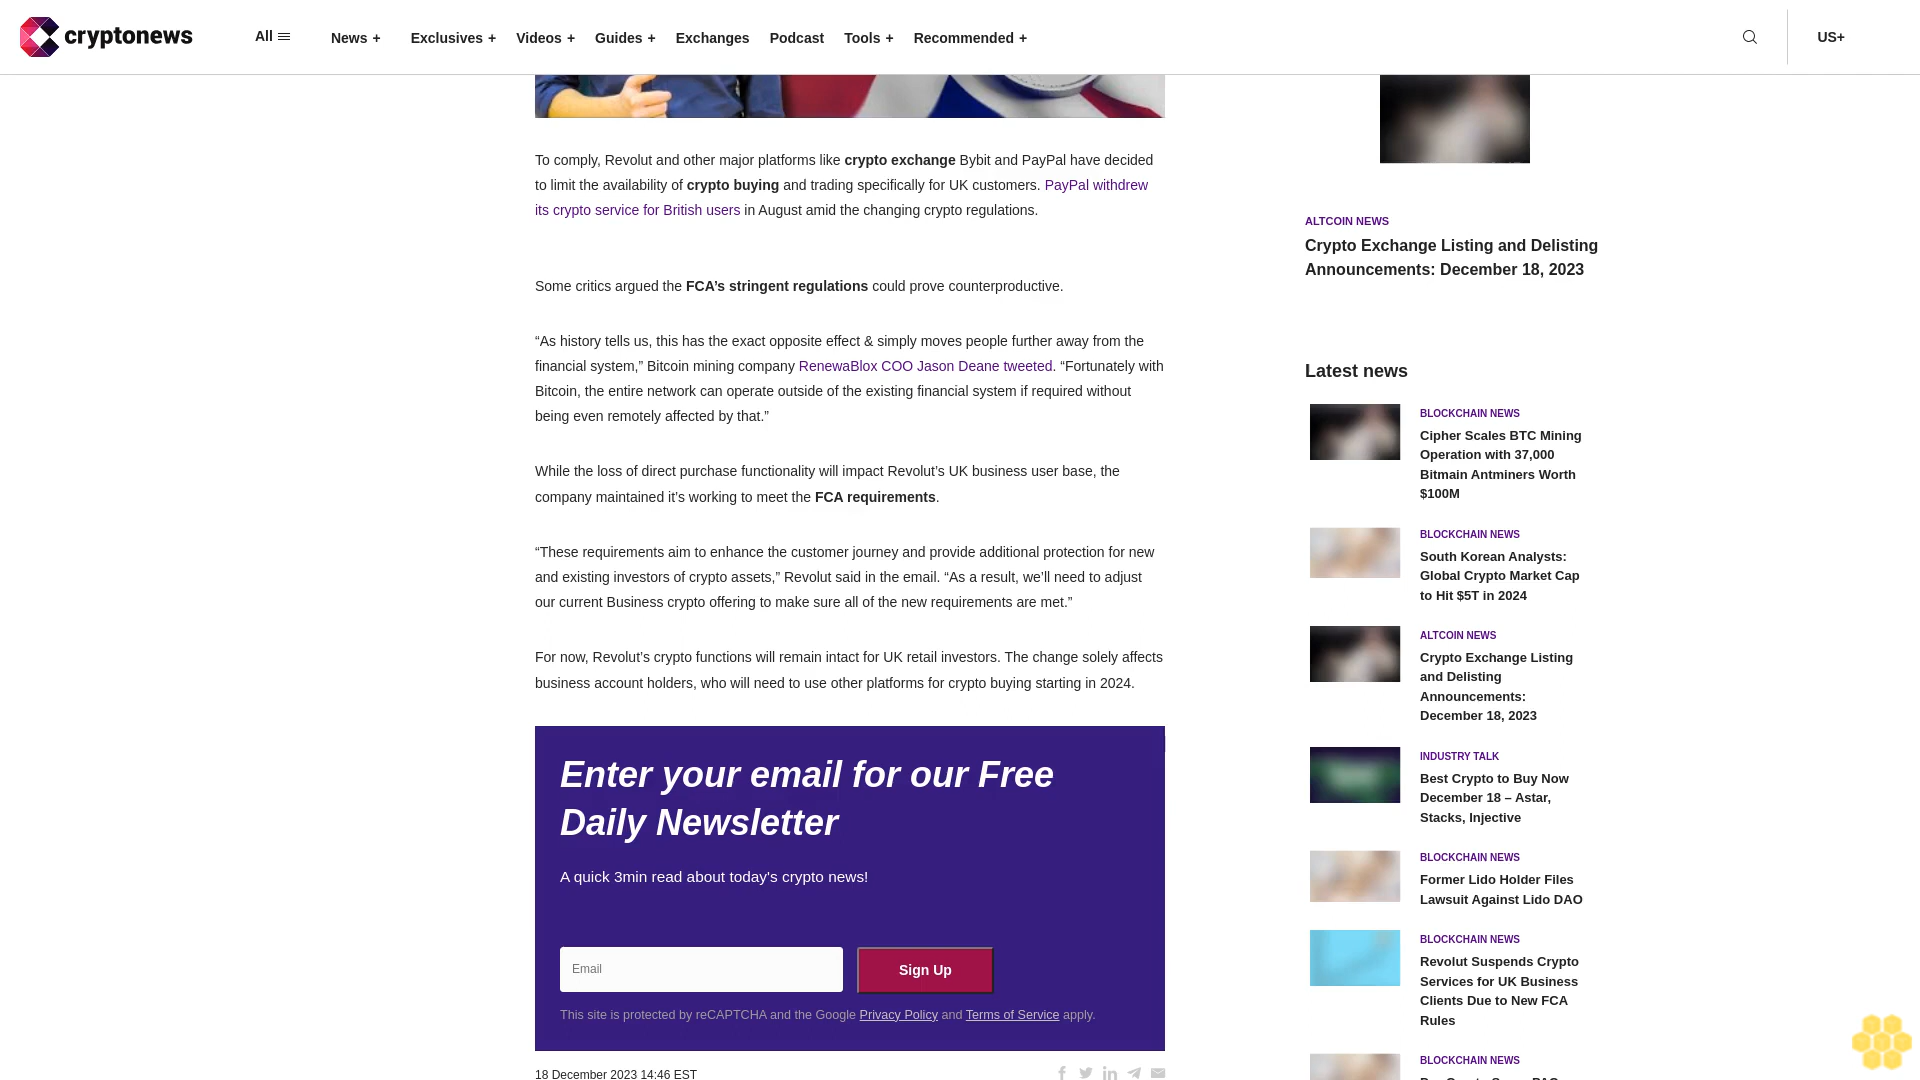 cryptonews
All
News +
Exclusives +
Videos +
Guides +
Exchanges
Podcast
Tools +
Recommended +
US+
To comply, Revolut and other major platforms like crypto exchange Bybit and PayPal have decided
to limit the availability of crypto buying and trading specifically for UK customers. PayPal withdrew
its crypto service for British users in August amid the changing crypto regulations.
Some critics argued the FCA’s stringent regulations could prove counterproductive.
“As history tells us, this has the exact opposite effect & simply moves people further away from the
financial system,” Bitcoin mining company RenewaBlox COO Jason Deane tweeted. “Fortunately with
Bitcoin, the entire network can operate outside of the existing financial system if required without
being even remotely affected by that.”
While the loss of direct purchase functionality will impact Revolut’s UK business user base, the
company maintained it’s working to meet the FCA requirements.
“These requirements aim to enhance the customer journey and provide additional protection for new
and existing investors of crypto assets,” Revolut said in the email. “As a result, we’ll need to adjust
our current Business crypto offering to make sure all of the new requirements are met.”
For now, Revolut’s crypto functions will remain intact for UK retail investors. The change solely affects
business account holders, who will need to use other platforms for crypto buying starting in 2024.
Enter your email for our Free
Daily Newsletter
A quick 3min read about today's crypto news!
Email
Sign Up
This site is protected by reCAPTCHA and the Google Privacy Policy and Terms of Service apply.
18 December 2023 14:46 EST
ALTCOIN NEWS
Crypto Exchange Listing and Delisting
Announcements: December 18, 2023
Latest news
BLOCKCHAIN NEWS
Cipher Scales BTC Mining
Operation with 37,000
Bitmain Antminers Worth
$100M
BLOCKCHAIN NEWS
South Korean Analysts:
Global Crypto Market Cap
to Hit $5T in 2024
ALTCOIN NEWS
Crypto Exchange Listing
and Delisting
Announcements:
December 18, 2023
INDUSTRY TALK
Best Crypto to Buy Now
December 18 – Astar,
Stacks, Injective
BLOCKCHAIN NEWS
Former Lido Holder Files
Lawsuit Against Lido DAO
BLOCKCHAIN NEWS
Revolut Suspends Crypto
Services for UK Business
Clients Due to New FCA
Rules
BLOCKCHAIN NEWS